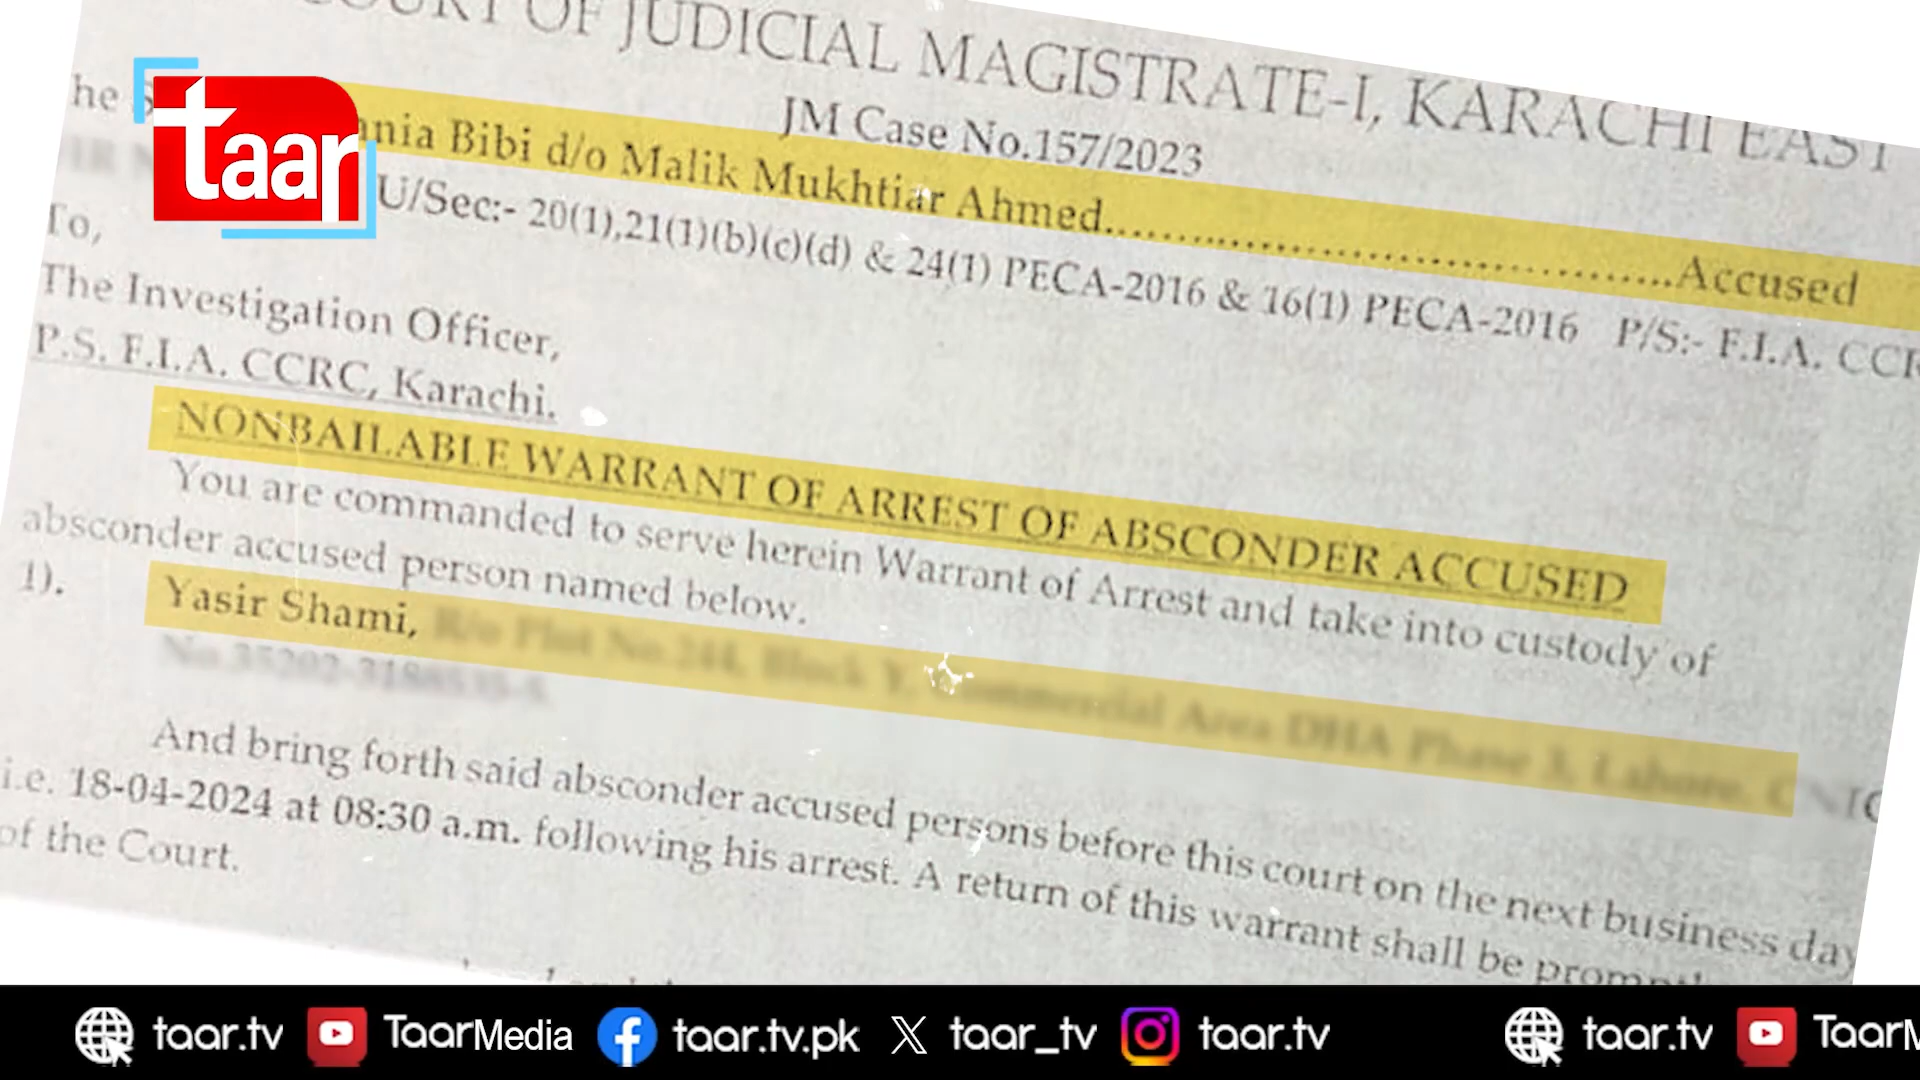 COURT OF JUDICIAL MAGISTRATE-I, KARACHI EAST
JM Case No.157/2023
he
ania Bibi d/o Malik Mukhtiar Ahmed..............................................Accused
U/Sec:- 20(1),21(1)(b)(c)(d) & 24(1) PECA-2016 & 16(1) PECA-2016 P/S:- F.I.A. CCR
To,
The Investigation Officer,
P.S. F.I.A. CCRC, Karachi.
NONBAILABLE WARRANT OF ARREST OF ABSCONDER ACCUSED
You are commanded to serve herein Warrant of Arrest and take into custody of
absconder accused person named below.
1). Yasir Shami,
And bring forth said absconder accused persons before this court on the next business day
i.e. 18-04-2024 at 08:30 a.m. following his arrest. A return of this warrant shall be
of the Court.
taar
taar.tv TaarMedia taar.tv.pk taar_tv taar.tv taar.tv TaarM